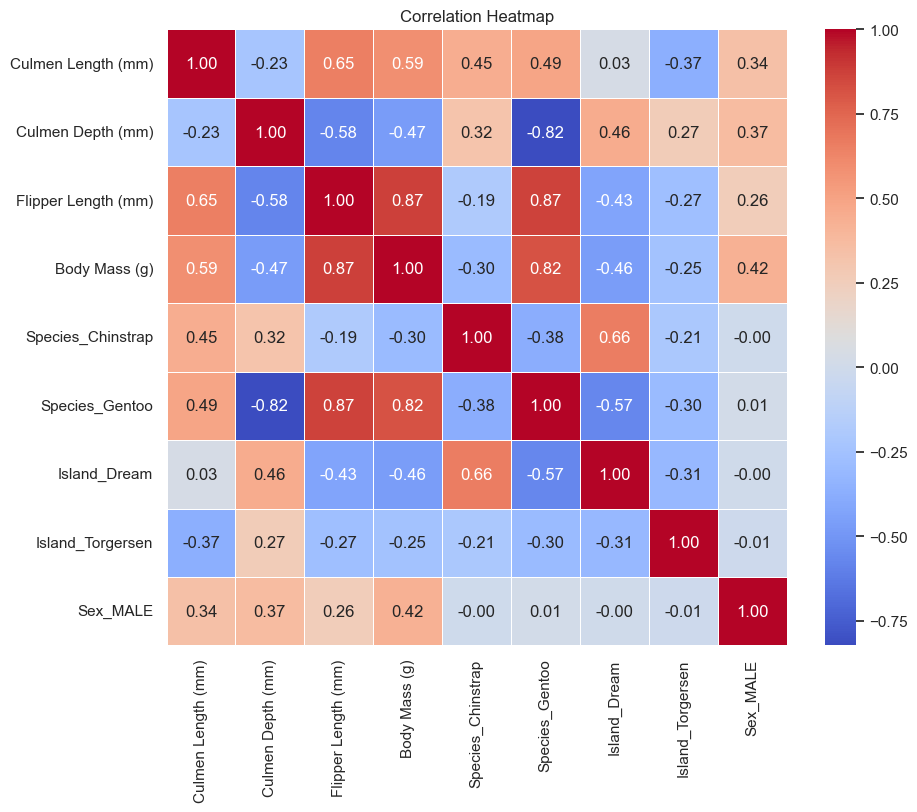 Correlation Heatmap
Culmen Length (mm) 1.00 -0.23 0.65 0.59 0.45 0.49 0.03 -0.37 0.34
Culmen Depth (mm) -0.23 1.00 -0.58 -0.47 0.32 -0.82 0.46 0.27 0.37
Flipper Length (mm) 0.65 -0.58 1.00 0.87 -0.19 0.87 -0.43 -0.27 0.26
Body Mass (g) 0.59 -0.47 0.87 1.00 -0.30 0.82 -0.46 -0.25 0.42
Species_Chinstrap 0.45 0.32 -0.19 -0.30 1.00 -0.38 0.66 -0.21 -0.00
Species_Gentoo 0.49 -0.82 0.87 0.82 -0.38 1.00 -0.57 -0.30 0.01
Island_Dream 0.03 0.46 -0.43 -0.46 0.66 -0.57 1.00 -0.31 -0.00
Island_Torgersen -0.37 0.27 -0.27 -0.25 -0.21 -0.30 -0.31 1.00 -0.01
Sex_MALE 0.34 0.37 0.26 0.42 -0.00 0.01 -0.00 -0.01 1.00
Culmen Length (mm)
Culmen Depth (mm)
Flipper Length (mm)
Body Mass (g)
Species_Chinstrap
Species_Gentoo
Island_Dream
Island_Torgersen
Sex_MALE
1.00
0.75
0.50
0.25
0.00
−0.25
−0.50
−0.75